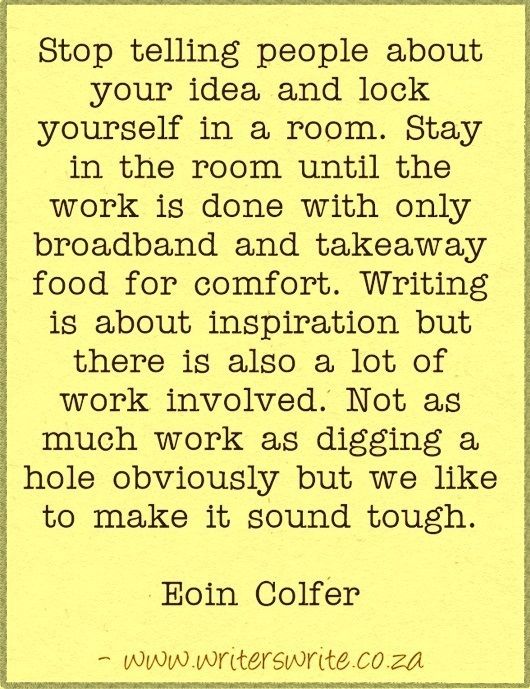 Stop telling people about
your idea and lock
yourself in a room. Stay
in the room until the
work is done with only
broadband and takeaway
food for comfort. Writing
is about inspiration but
there is also a lot of
work involved. Not as
much work as digging a
hole obviously but we like
to make it sound tough.
Eoin Colfer
- www.writerswrite.co.za